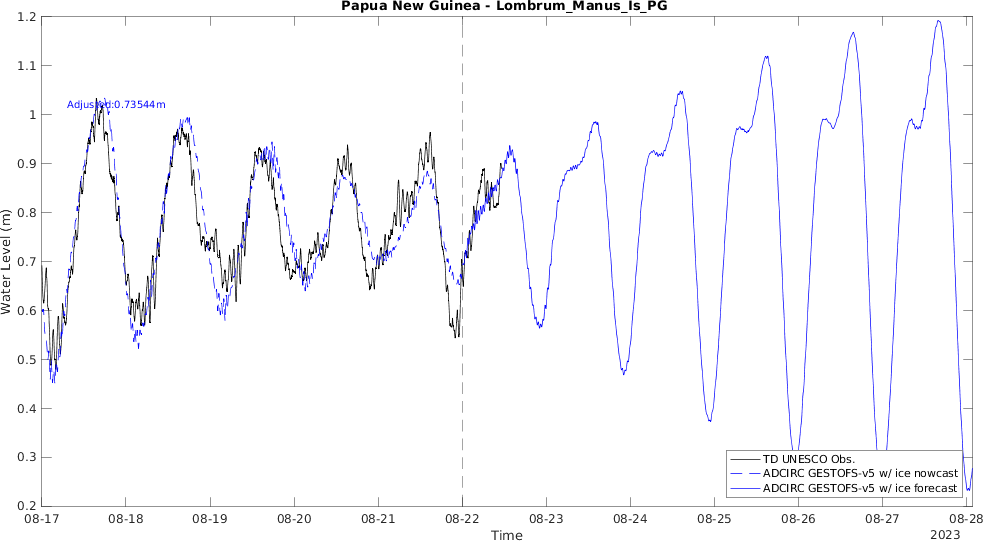 Papua New Guinea - Lombrum_Manus_Is_PG
1.2
1.1
1
0.9
0.8
0.7
0.6
0.5
0.4
0.3
0.2
Water Level (m)
Adjusted:0.73544m
TD UNESCO Obs.
ADCIRC GESTOFS-v5 w/ ice nowcast
ADCIRC GESTOFS-v5 w/ ice forecast
08-17 08-18 08-19 08-20 08-21 08-22 08-23 08-24 08-25 08-26 08-27 08-28
Time
2023